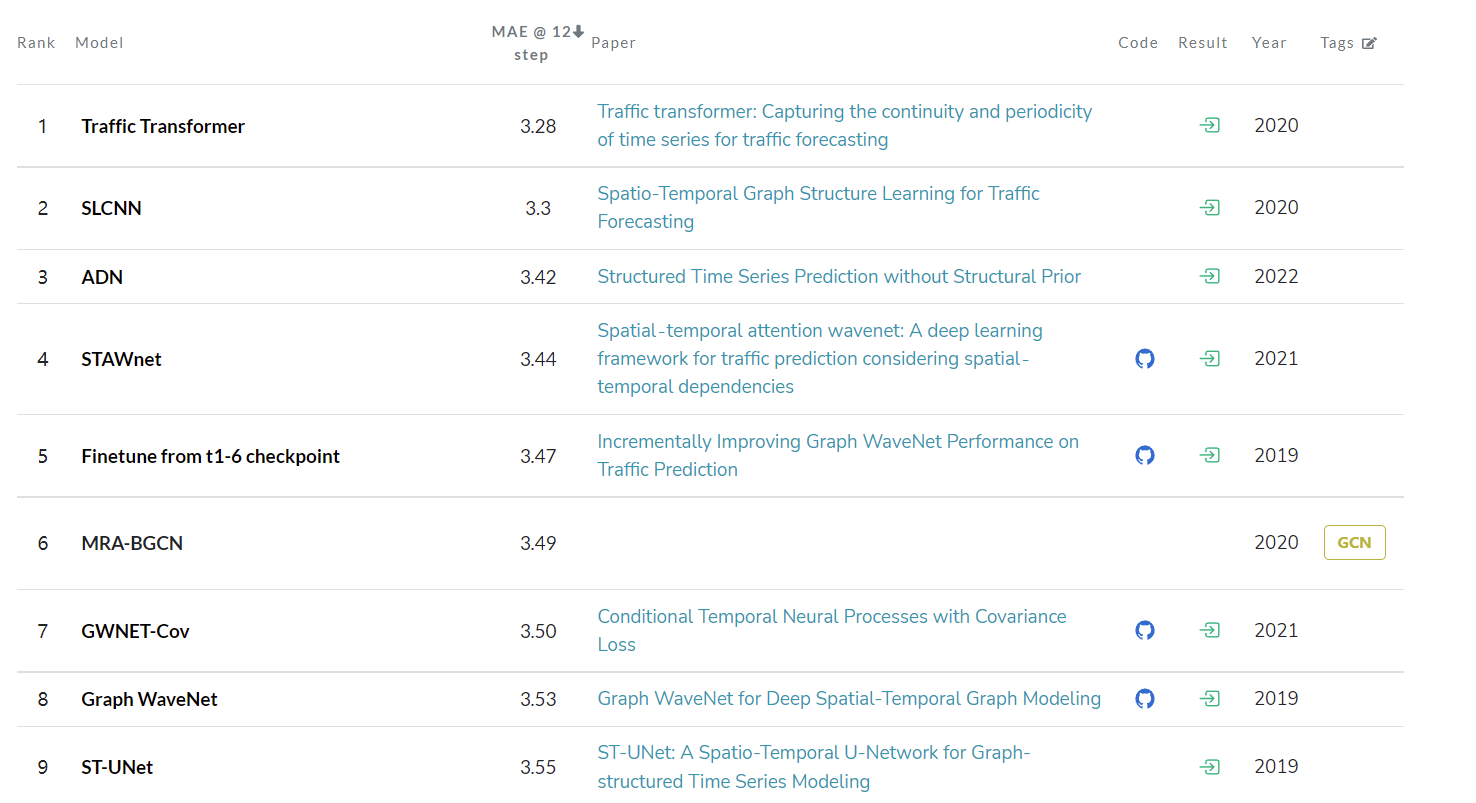 Rank Model MAE @ 12 step Paper Code Result Year Tags
1 Traffic Transformer 3.28 Traffic transformer: Capturing the continuity and periodicity
of time series for traffic forecasting 2020
2 SLCNN 3.3 Spatio-Temporal Graph Structure Learning for Traffic
Forecasting 2020
3 ADN 3.42 Structured Time Series Prediction without Structural Prior 2022
Spatial-temporal attention wavenet: A deep learning
4 STAWnet 3.44 framework for traffic prediction considering spatial- 2021
temporal dependencies
5 Finetune from t1-6 checkpoint 3.47 Incrementally Improving Graph WaveNet Performance on
Traffic Prediction 2019
6 MRA-BGCN 3.49 2020 GCN
7 GWNET-Cov 3.50 Conditional Temporal Neural Processes with Covariance
Loss 2021
8 Graph WaveNet 3.53 Graph WaveNet for Deep Spatial-Temporal Graph Modeling 2019
9 ST-UNet 3.55 ST-UNet: A Spatio-Temporal U-Network for Graph-
structured Time Series Modeling 2019